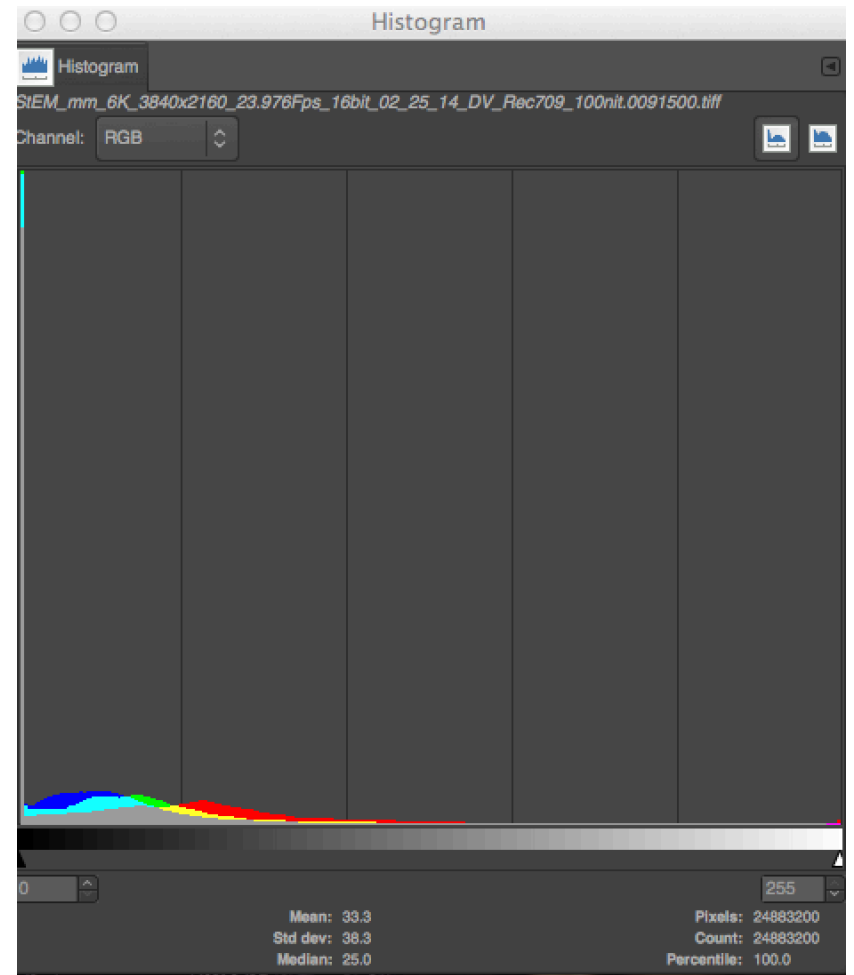 Histogram
Histogram
StEM_mm_6K_3840x2160_23.976Fps_16bit_02_25_14_DV_Rec709_100nit.0091500.tiff
Channel: RGB
0 255
Mean: 33.3 Pixels: 24883200
Std dev: 38.3 Count: 24883200
Median: 25.0 Percentile: 100.0